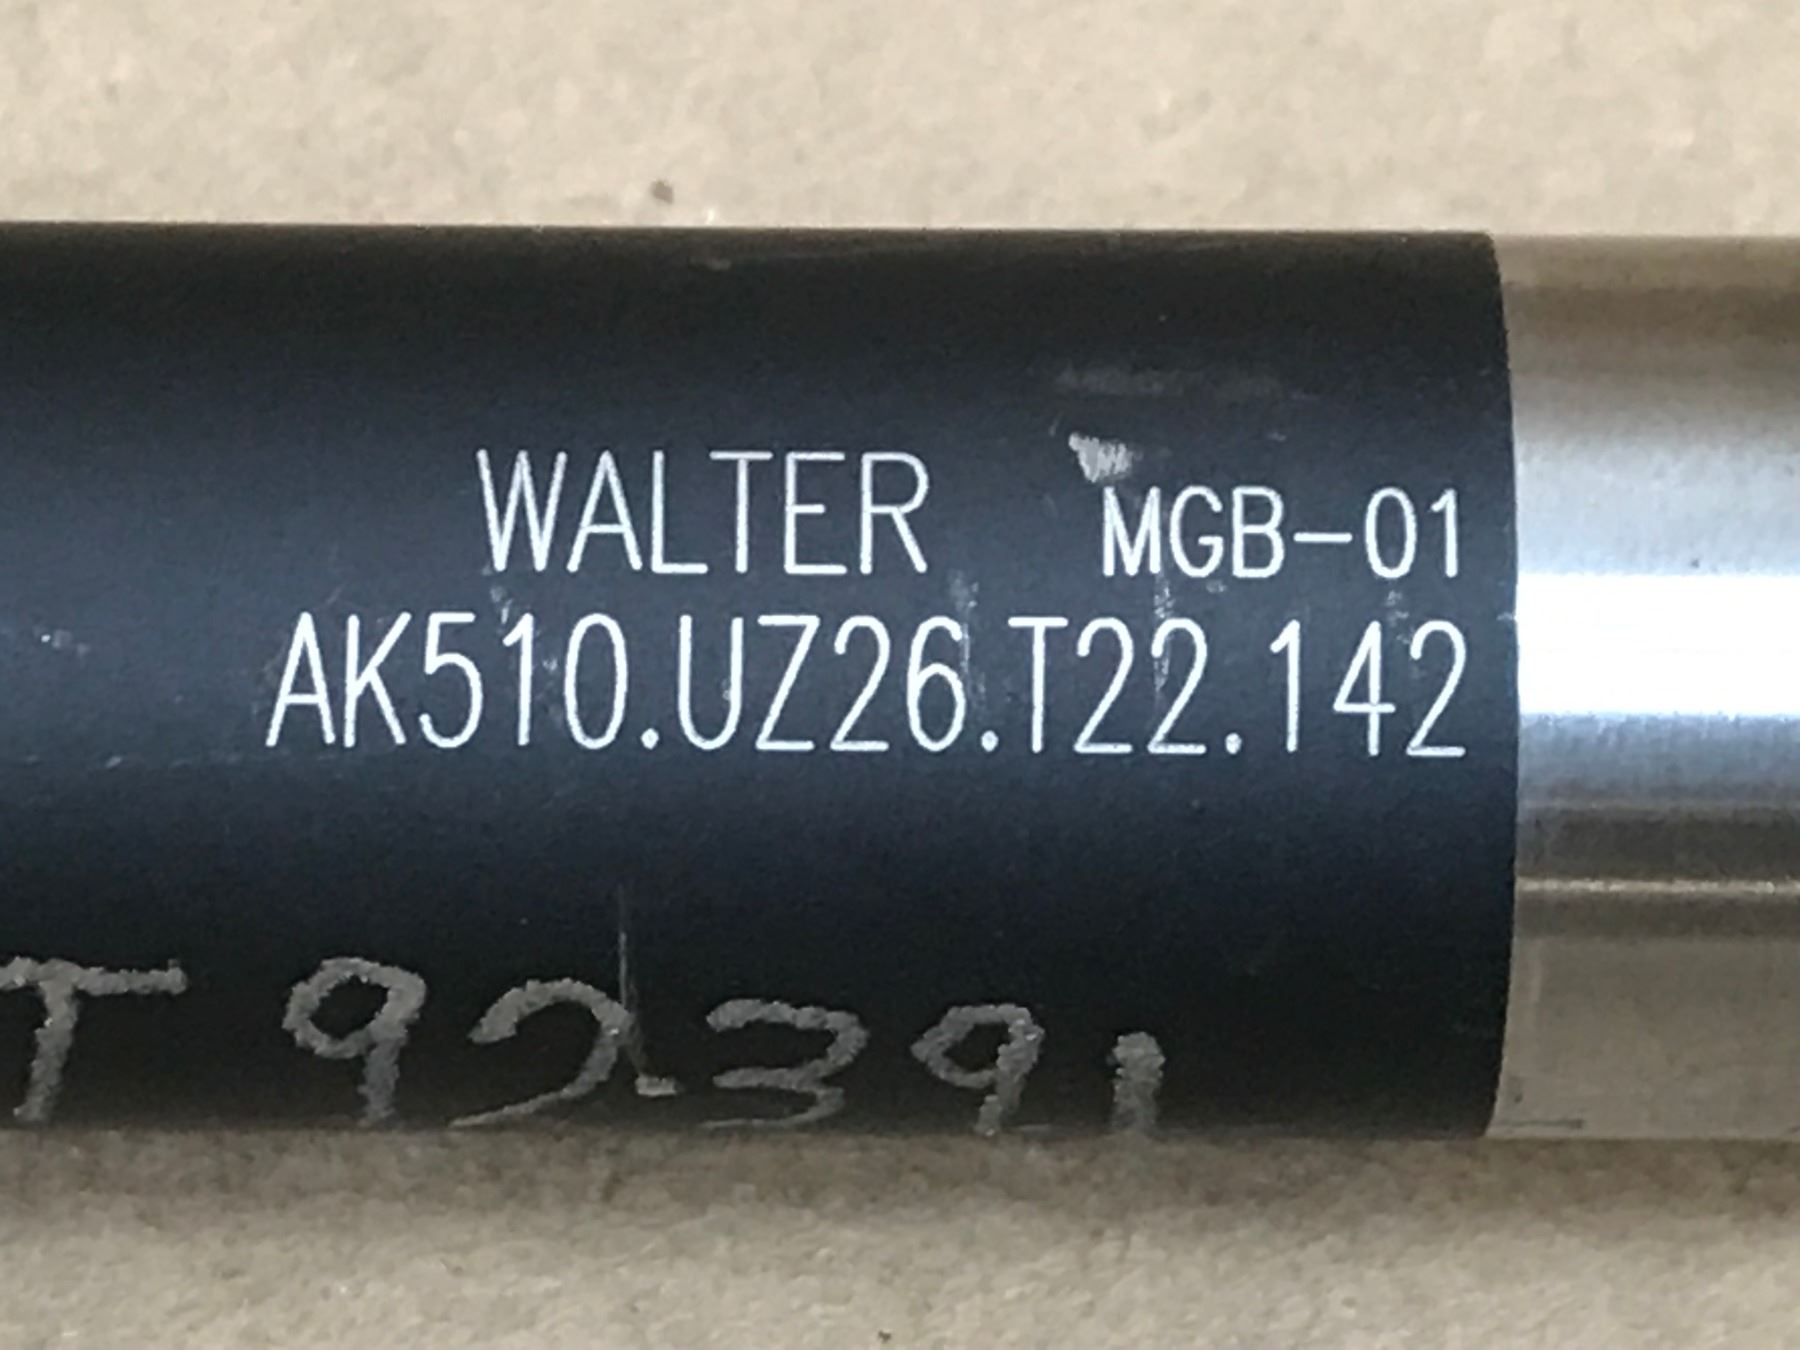 WALTER MGB-01
AK510.UZ26.T22.142
T 92391